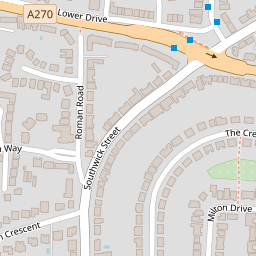 Lower Drive
A270
Roman Road
Southwick Street
The Cre
Way
Milton Drive
Crescent